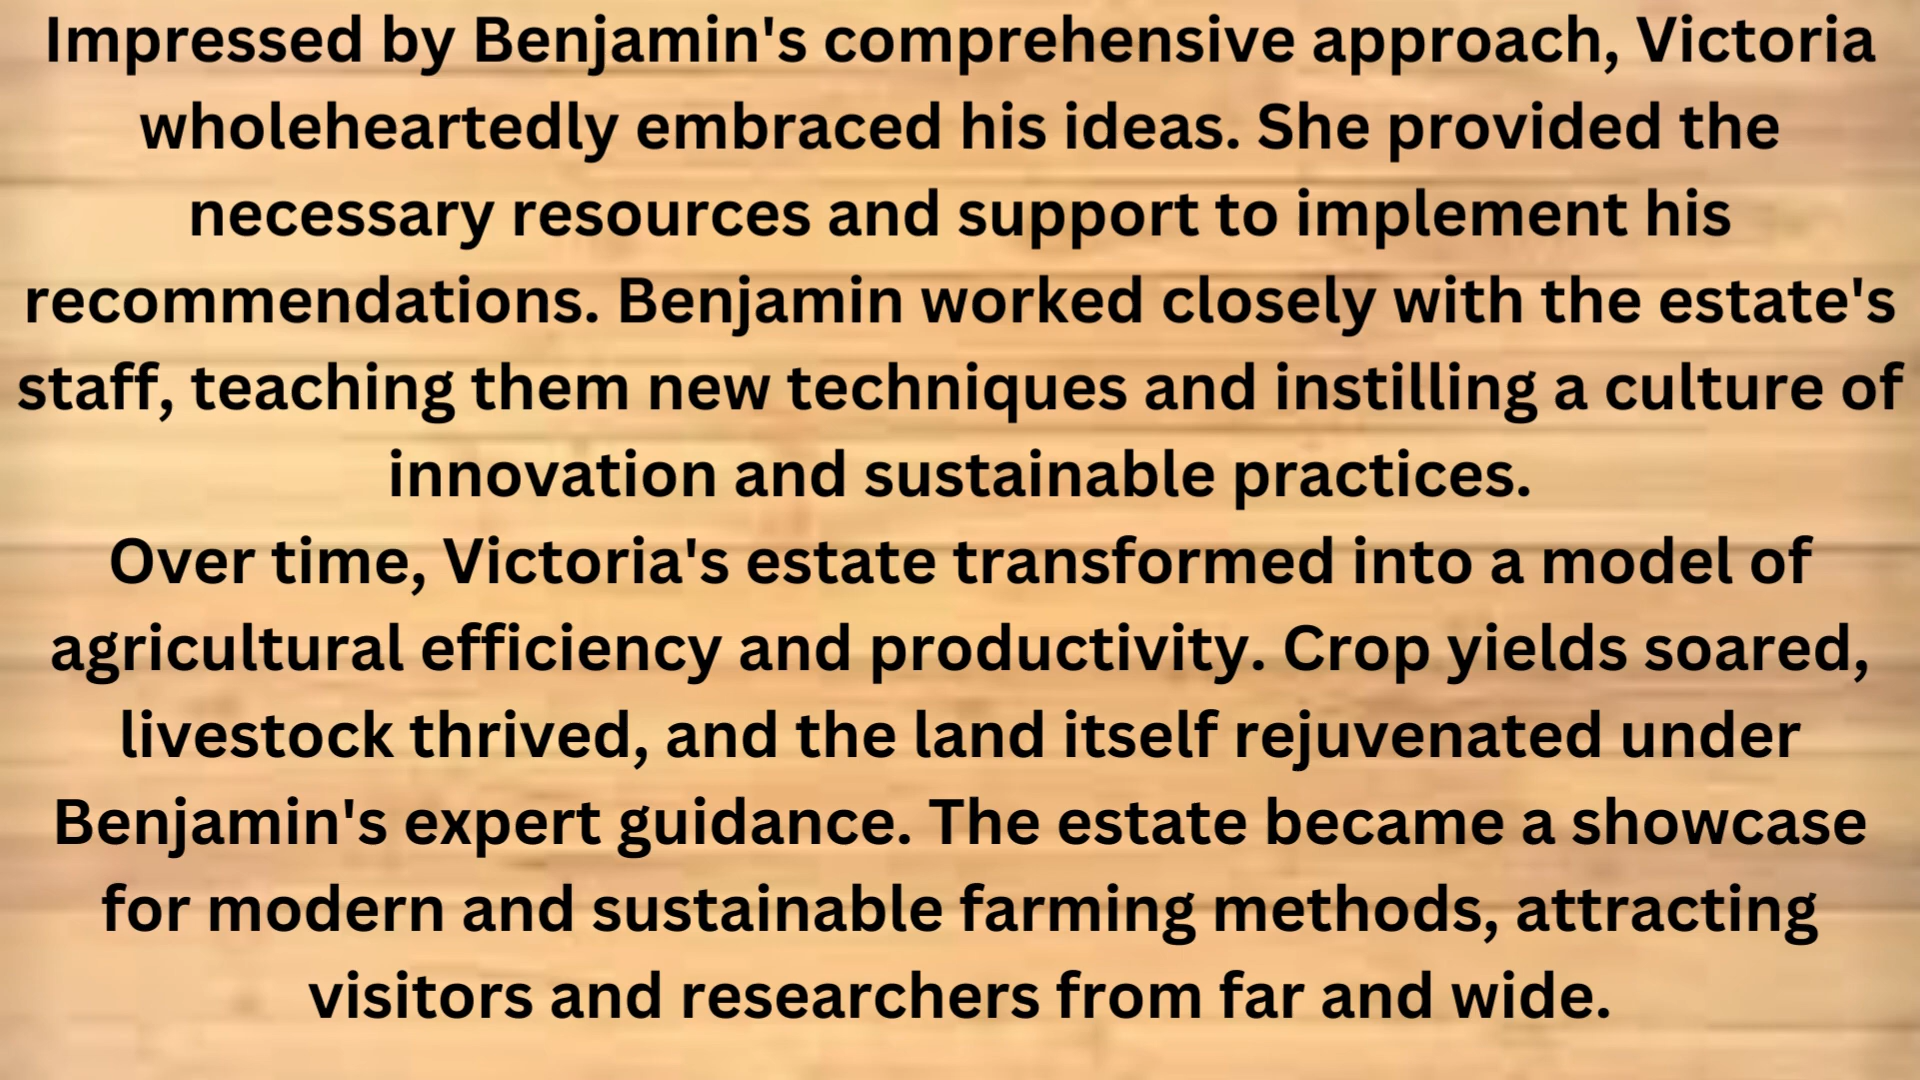 Impressed by Benjamin's comprehensive approach, Victoria
wholeheartedly embraced his ideas. She provided the
necessary resources and support to implement his
recommendations. Benjamin worked closely with the estate's
staff, teaching them new techniques and instilling a culture of
innovation and sustainable practices.
Over time, Victoria's estate transformed into a model of
agricultural efficiency and productivity. Crop yields soared,
livestock thrived, and the land itself rejuvenated under
Benjamin's expert guidance. The estate became a showcase
for modern and sustainable farming methods, attracting
visitors and researchers from far and wide.